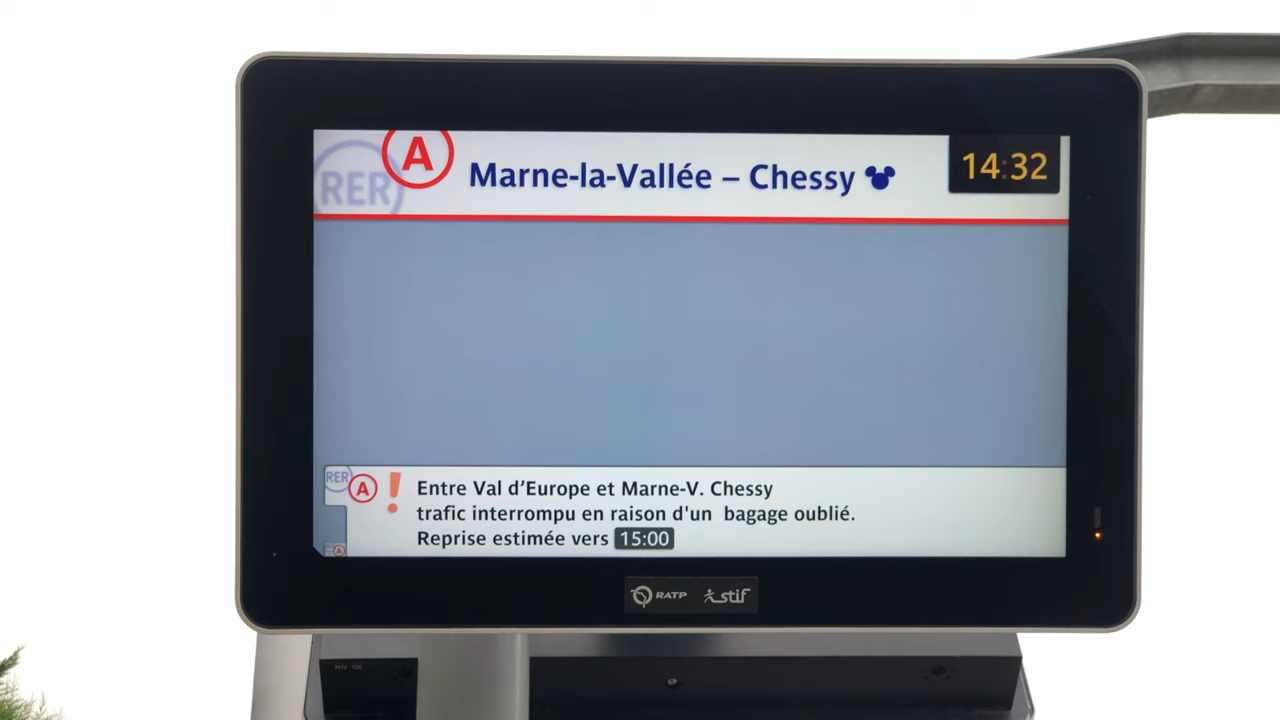 RER A Marne-la-Vallée – Chessy 14:32
RER A ! Entre Val d'Europe et Marne-V. Chessy
trafic interrompu en raison d'un bagage oublié.
Reprise estimée vers 15:00
RATP stif